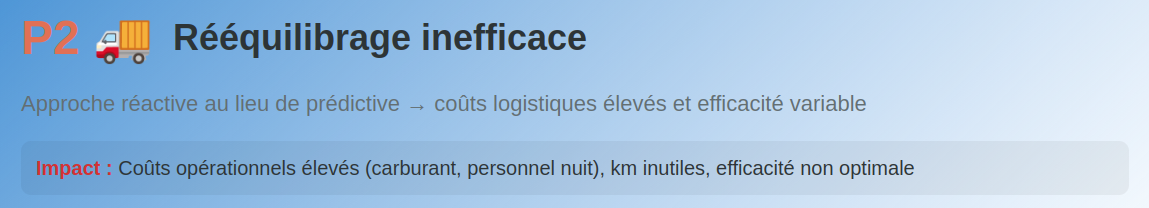 P2 🚚 Rééquilibrage inefficace
Approche réactive au lieu de prédictive → coûts logistiques élevés et efficacité variable
Impact : Coûts opérationnels élevés (carburant, personnel nuit), km inutiles, efficacité non optimale